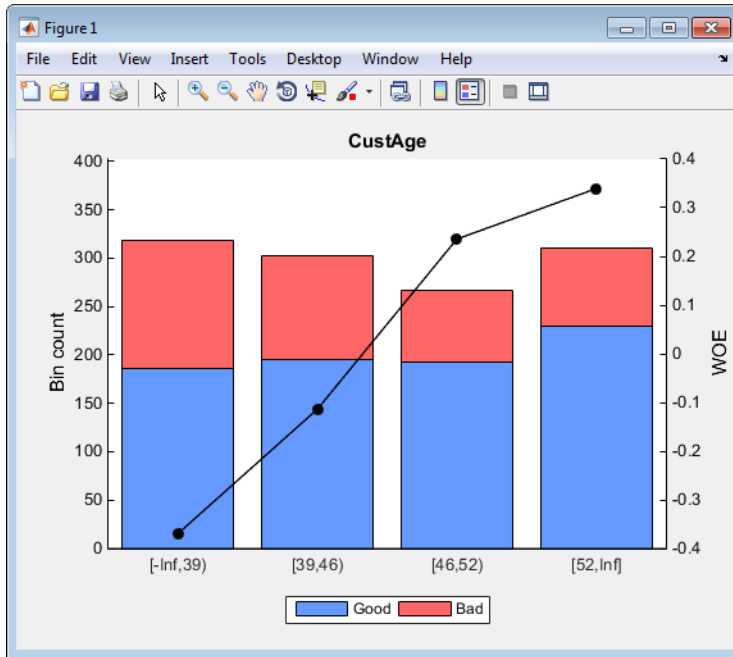 Figure 1
File Edit View Insert Tools Desktop Window Help
CustAge
400
350
300
250
200
150
100
50
0
Bin count
0.4
0.3
0.2
0.1
0
-0.1
-0.2
-0.3
-0.4
WOE
[-Inf,39) [39,46) [46,52) [52,Inf]
Good Bad